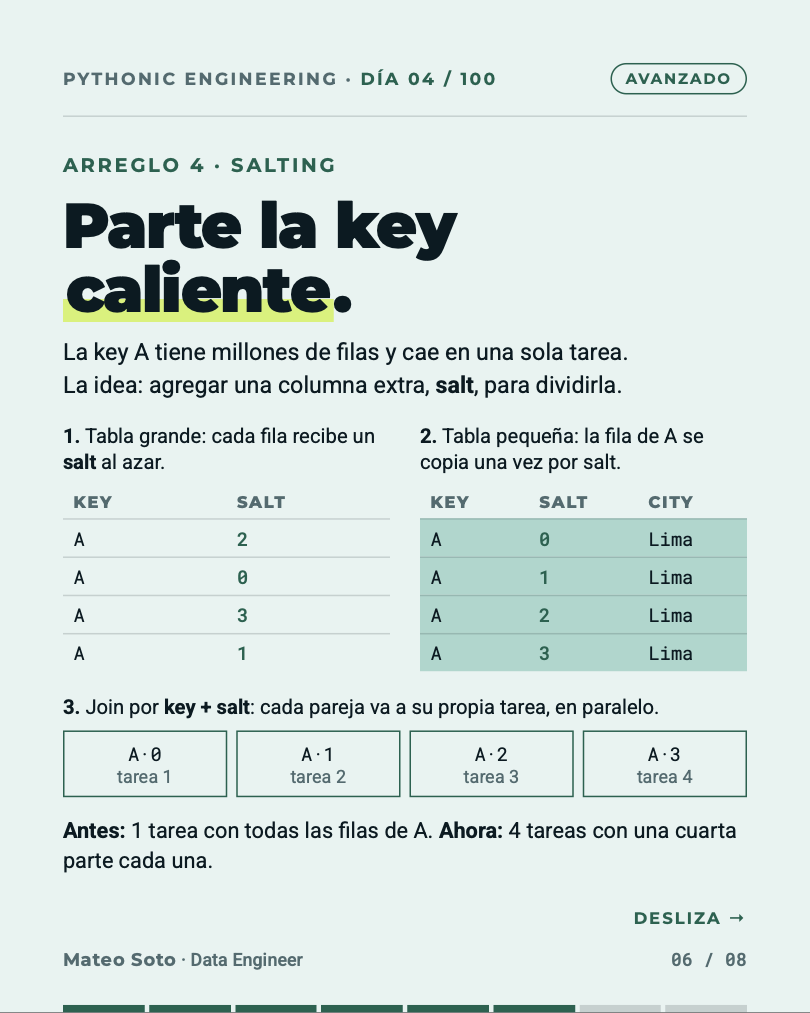 PYTHONIC ENGINEERING · DÍA 04 / 100
AVANZADO
ARREGLO 4 · SALTING
Parte la key
caliente.
La key A tiene millones de filas y cae en una sola tarea.
La idea: agregar una columna extra, salt, para dividirla.
1. Tabla grande: cada fila recibe un
salt al azar.
KEY SALT
A 2
A 0
A 3
A 1
2. Tabla pequeña: la fila de A se
copia una vez por salt.
KEY SALT CITY
A 0 Lima
A 1 Lima
A 2 Lima
A 3 Lima
3. Join por key + salt: cada pareja va a su propia tarea, en paralelo.
A·0
tarea 1
A·1
tarea 2
A·2
tarea 3
A·3
tarea 4
Antes: 1 tarea con todas las filas de A. Ahora: 4 tareas con una cuarta
parte cada una.
DESLIZA →
Mateo Soto · Data Engineer
06 / 08